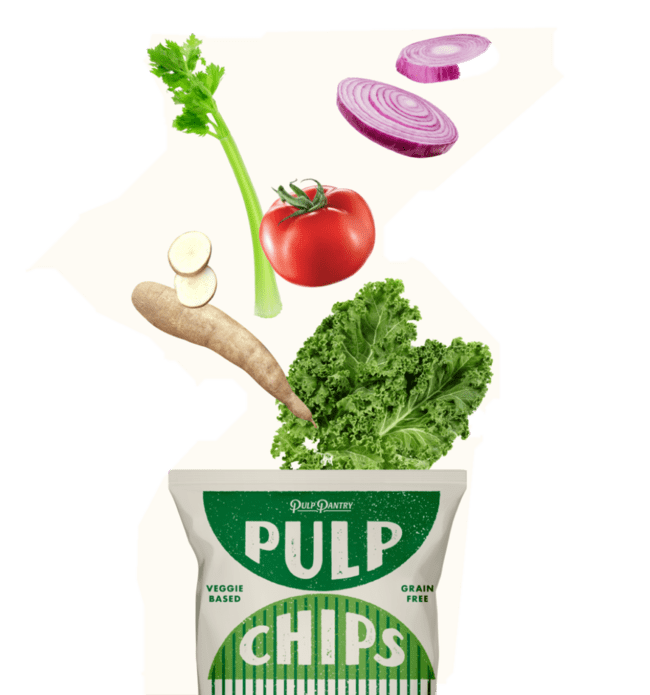 PULP PANTRY
PULP
VEGGIE
BASED
GRAIN
FREE
CHIPS